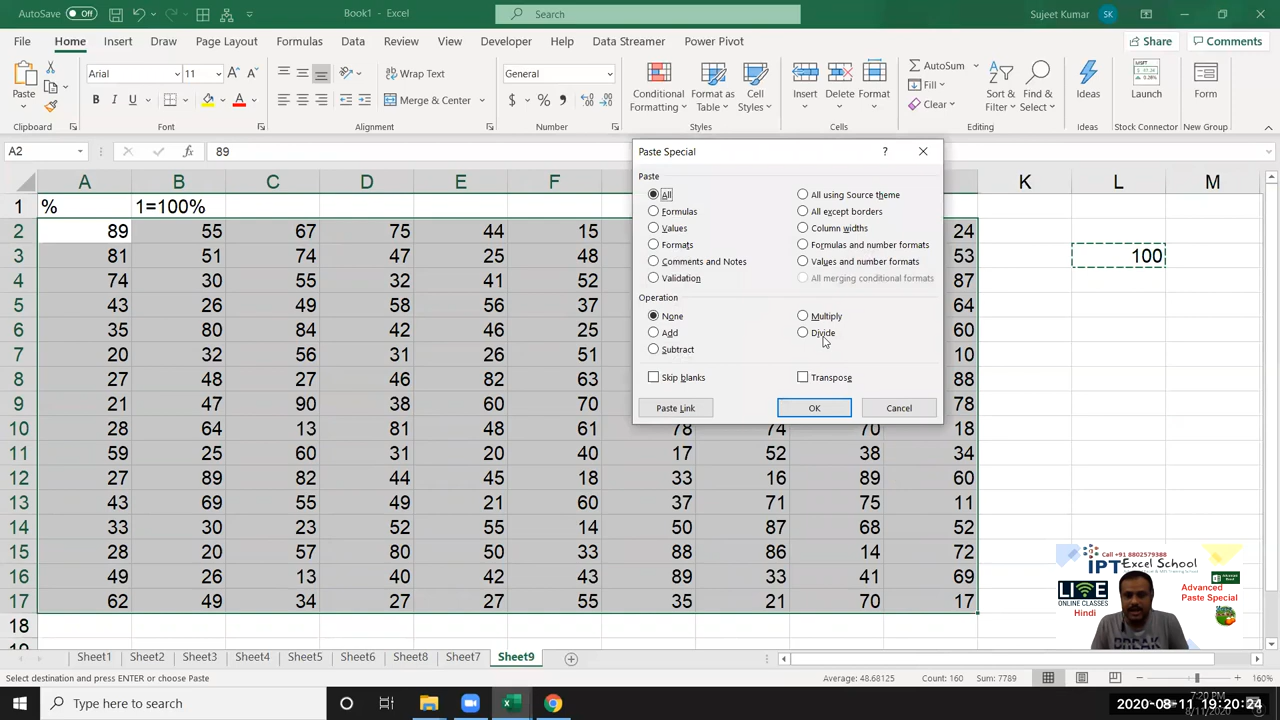 AutoSave Off Book1 - Excel Search Sujeet Kumar SK
File Home Insert Draw Page Layout Formulas Data Review View Developer Help Data Streamer Power Pivot Share Comments
Paste Arial 11 Wrap Text General Conditional Formatting Format as Table Cell Styles Insert Delete Format AutoSum Fill Clear Sort & Filter Find & Select Ideas Launch Form
B I U Merge & Center $ %
Clipboard Font Alignment Number Styles Cells Editing Ideas Stock Connector New Group
A2 fx 89
A B C D E F K L M
1 % 1=100%
2 89 55 67 75 44 15 24
3 81 51 74 47 25 48 53 100
4 74 30 55 32 41 52 87
5 43 26 49 58 56 37 64
6 35 80 84 42 46 25 60
7 20 32 56 31 26 51 10
8 27 48 27 46 82 63 88
9 21 47 90 38 60 70 78
10 28 64 13 81 48 61 78 74 70 18
11 59 25 60 31 20 40 17 52 38 34
12 27 89 82 44 45 18 33 16 89 60
13 43 69 55 49 21 60 37 71 75 11
14 33 30 23 52 55 14 50 87 68 52
15 28 20 57 80 50 33 88 86 14 72
16 49 26 13 40 42 43 89 33 41 69
17 62 49 34 27 27 55 35 21 70 17
18
Paste Special ?
Paste
All All using Source theme
Formulas All except borders
Values Column widths
Formats Formulas and number formats
Comments and Notes Values and number formats
Validation All merging conditional formats
Operation
None Multiply
Add Divide
Subtract
Skip blanks Transpose
Paste Link OK Cancel
Call +91 8802579388
IPT Excel School
LIVE
ONLINE CLASSES
Hindi
Advanced
Paste Special
BREAK
Sheet1 Sheet2 Sheet3 Sheet4 Sheet5 Sheet6 Sheet8 Sheet7 Sheet9
Select destination and press ENTER or choose Paste Average: 48.68125 Count: 160 Sum: 7789 160%
Type here to search
2020-08-11 19:20:24